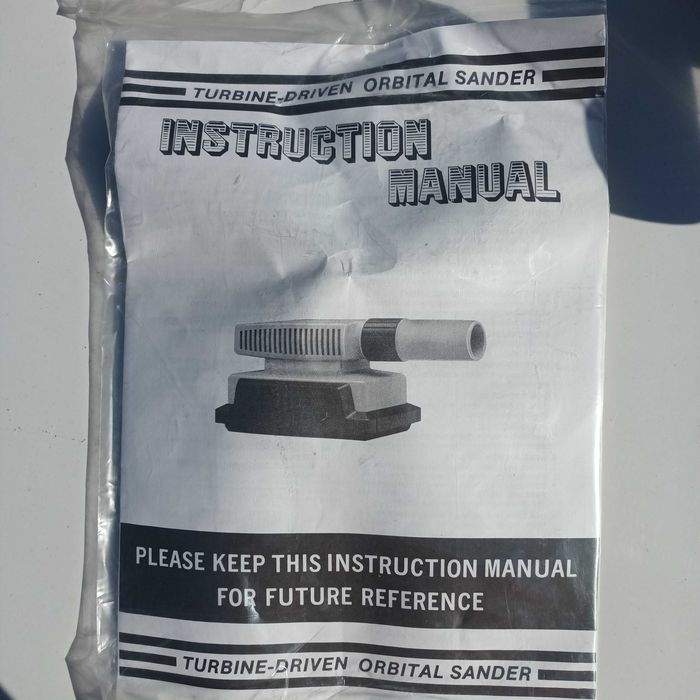 TURBINE-DRIVEN ORBITAL SANDER
INSTRUCTION
MANUAL
PLEASE KEEP THIS INSTRUCTION MANUAL
FOR FUTURE REFERENCE
TURBINE-DRIVEN ORBITAL SANDER